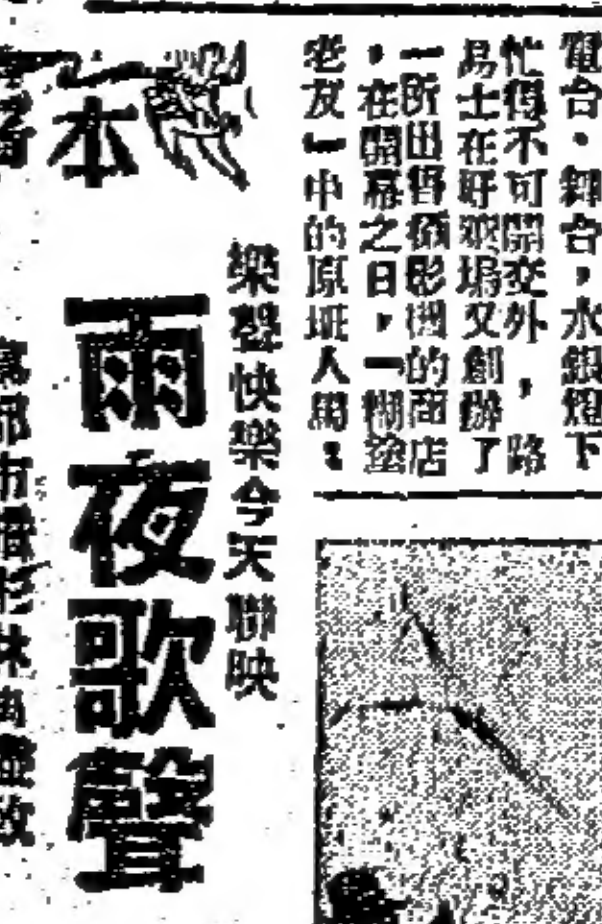 電台・舞台，水銀燈下
忙得不可開交外，路
易士在好萊塢又創辦了
一所出售攝影機的商店
，在開幕之日，一糊塗
老友」中的原班人馬：
樂聲快樂今天聯映
本
雨夜歌聲